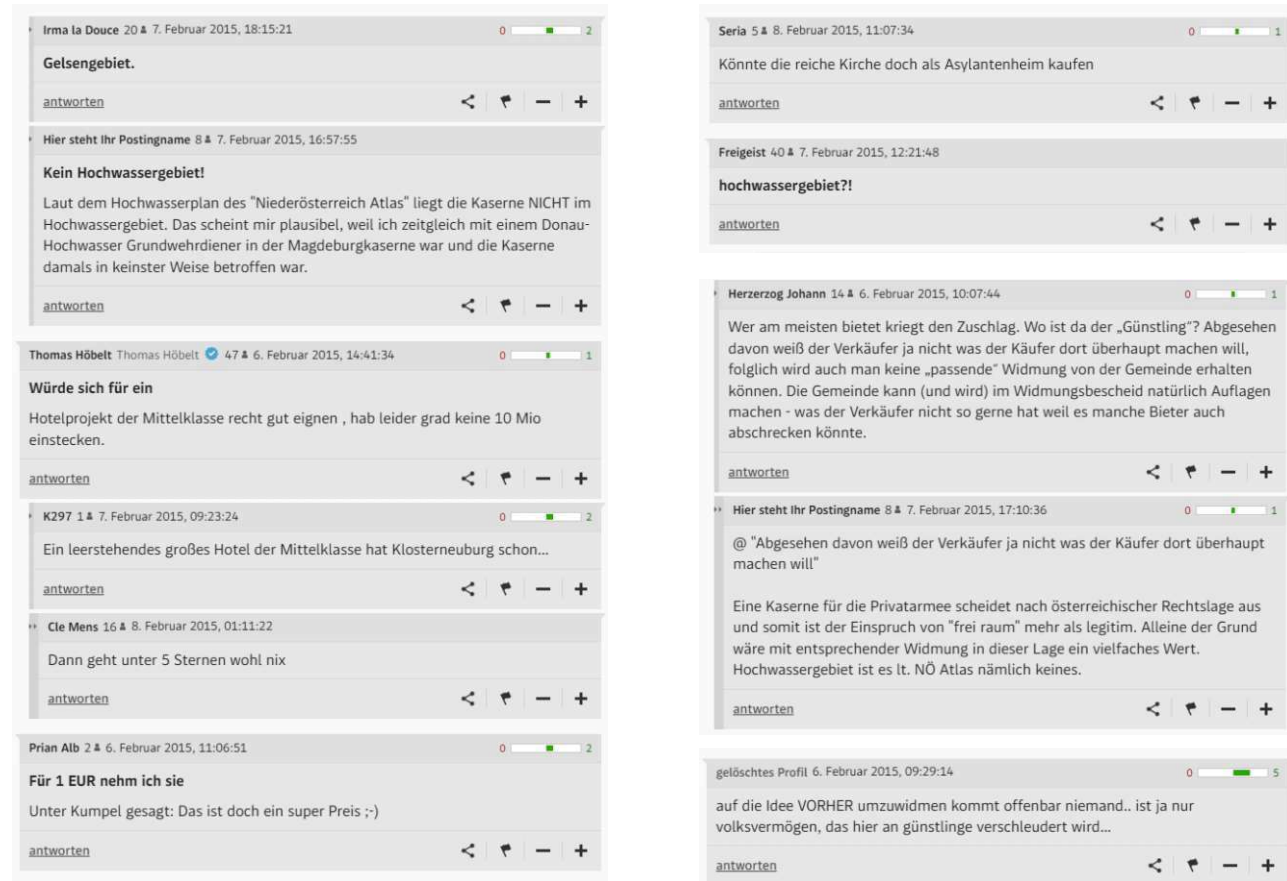 Irma la Douce 20 7. Februar 2015, 18:15:21 0 2
Gelsengebiet.
antworten
Hier steht Ihr Postingname 8 7. Februar 2015, 16:57:55
Kein Hochwassergebiet!
Laut dem Hochwasserplan des "Niederösterreich Atlas" liegt die Kaserne NICHT im
Hochwassergebiet. Das scheint mir plausibel, weil ich zeitgleich mit einem Donau-
Hochwasser Grundwehrdiener in der Magdeburgkaserne war und die Kaserne
damals in keinster Weise betroffen war.
antworten
Thomas Höbelt Thomas Höbelt 47 6. Februar 2015, 14:41:34 0 1
Würde sich für ein
Hotelprojekt der Mittelklasse recht gut eignen , hab leider grad keine 10 Mio
einstecken.
antworten
K297 1 7. Februar 2015, 09:23:24 0 2
Ein leerstehendes großes Hotel der Mittelklasse hat Klosterneuburg schon...
antworten
Cle Mens 16 8. Februar 2015, 01:11:22
Dann geht unter 5 Sternen wohl nix
antworten
Prian Alb 2 6. Februar 2015, 11:06:51 0 2
Für 1 EUR nehm ich sie
Unter Kumpel gesagt: Das ist doch ein super Preis ;-)
antworten
Seria 5 8. Februar 2015, 11:07:34 0 1
Könnte die reiche Kirche doch als Asylantenheim kaufen
antworten
Freigeist 40 7. Februar 2015, 12:21:48
hochwassergebiet?!
antworten
Herzerzog Johann 14 6. Februar 2015, 10:07:44 0 1
Wer am meisten bietet kriegt den Zuschlag. Wo ist da der „Günstling“? Abgesehen
davon weiß der Verkäufer ja nicht was der Käufer dort überhaupt machen will,
folglich wird auch man keine „passende“ Widmung von der Gemeinde erhalten
können. Die Gemeinde kann (und wird) im Widmungsbescheid natürlich Auflagen
machen - was der Verkäufer nicht so gerne hat weil es manche Bieter auch
abschrecken könnte.
antworten
Hier steht Ihr Postingname 8 7. Februar 2015, 17:10:36 0 1
@ "Abgesehen davon weiß der Verkäufer ja nicht was der Käufer dort überhaupt
machen will"
Eine Kaserne für die Privatarmee scheidet nach österreichischer Rechtslage aus
und somit ist der Einspruch von "frei raum" mehr als legitim. Alleine der Grund
wäre mit entsprechender Widmung in dieser Lage ein vielfaches Wert.
Hochwassergebiet ist es lt. NÖ Atlas nämlich keines.
antworten
gelöschtes Profil 6. Februar 2015, 09:29:14 0 5
auf die Idee VORHER umzuwidmen kommt offenbar niemand.. ist ja nur
volksvermögen, das hier an günstlinge verschleudert wird...
antworten